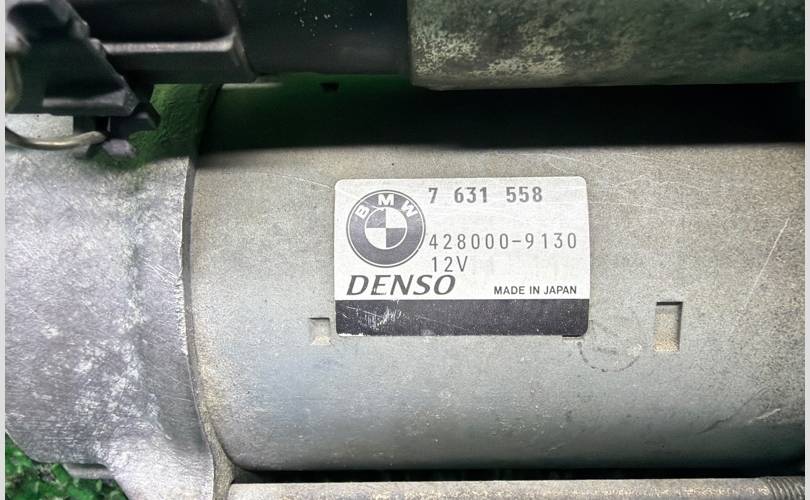 BMW
7 631 558
428000-9130
12V
DENSO
MADE IN JAPAN